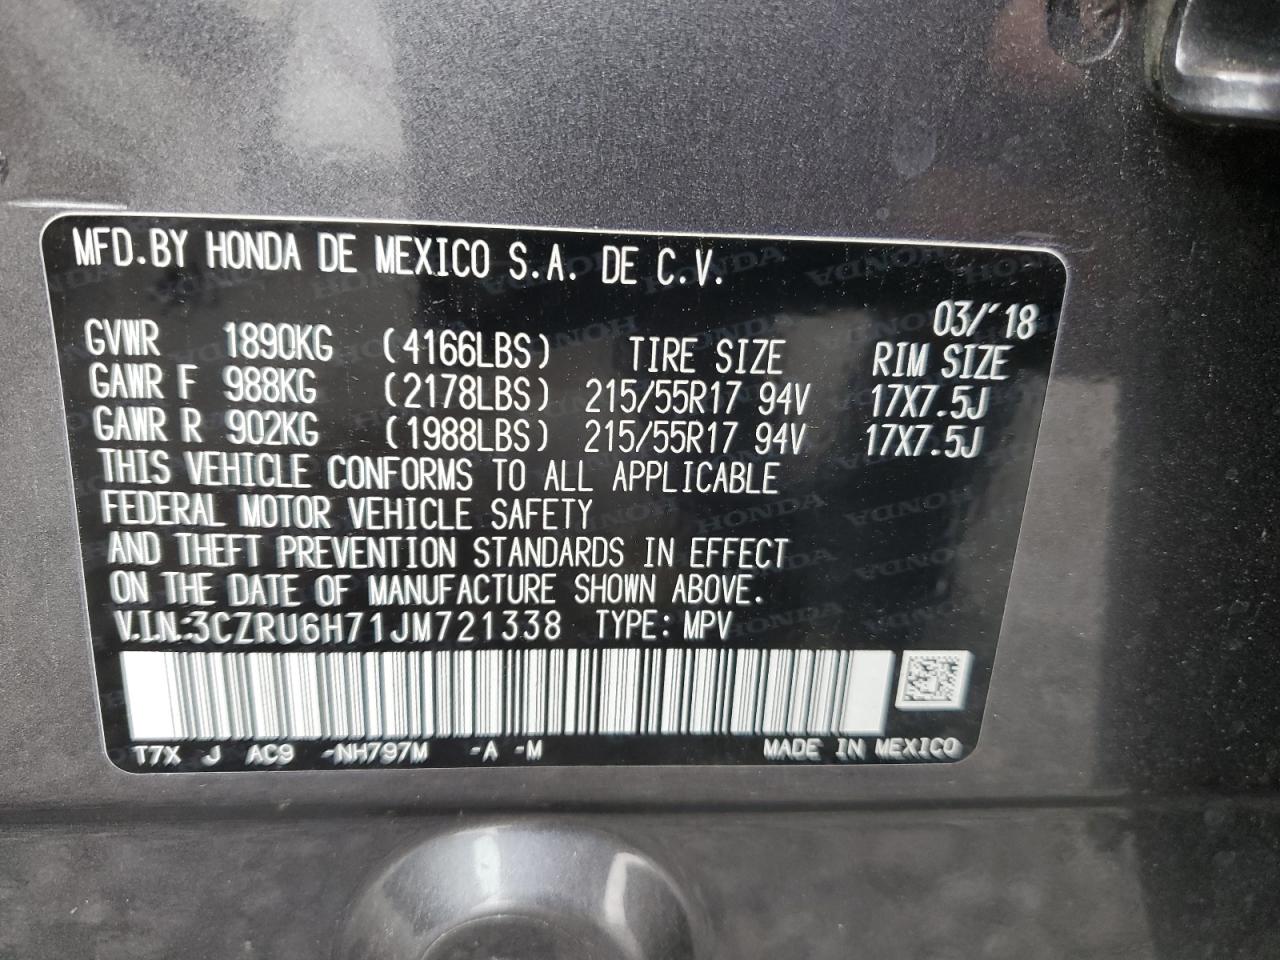 MFD.BY HONDA DE MEXICO S.A. DE C.V.
03/'18
GVWR 1890KG (4166LBS) TIRE SIZE RIM SIZE
GAWR F 988KG (2178LBS) 215/55R17 94V 17X7.5J
GAWR R 902KG (1988LBS) 215/55R17 94V 17X7.5J
THIS VEHICLE CONFORMS TO ALL APPLICABLE
FEDERAL MOTOR VEHICLE SAFETY
AND THEFT PREVENTION STANDARDS IN EFFECT
ON THE DATE OF MANUFACTURE SHOWN ABOVE.
V.I.N:3CZRU6H71JM721338 TYPE: MPV
T7X J AC9 -NH797M -A -M MADE IN MEXICO